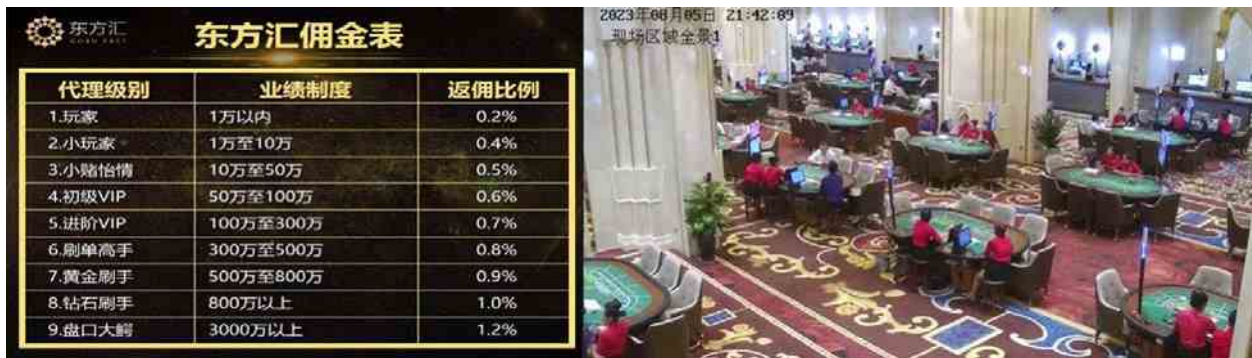 东方汇
东方汇佣金表
代理级别 业绩制度 返佣比例
1.玩家 1万以内 0.2%
2.小玩家 1万至10万 0.4%
3.小赌怡情 10万至50万 0.5%
4.初级VIP 50万至100万 0.6%
5.进阶VIP 100万至300万 0.7%
6.刷单高手 300万至500万 0.8%
7.黄金刷手 500万至800万 0.9%
8.钻石刷手 800万以上 1.0%
9.盘口大鳄 3000万以上 1.2%
2023年08月05日 21:42:09
现场区域全景1